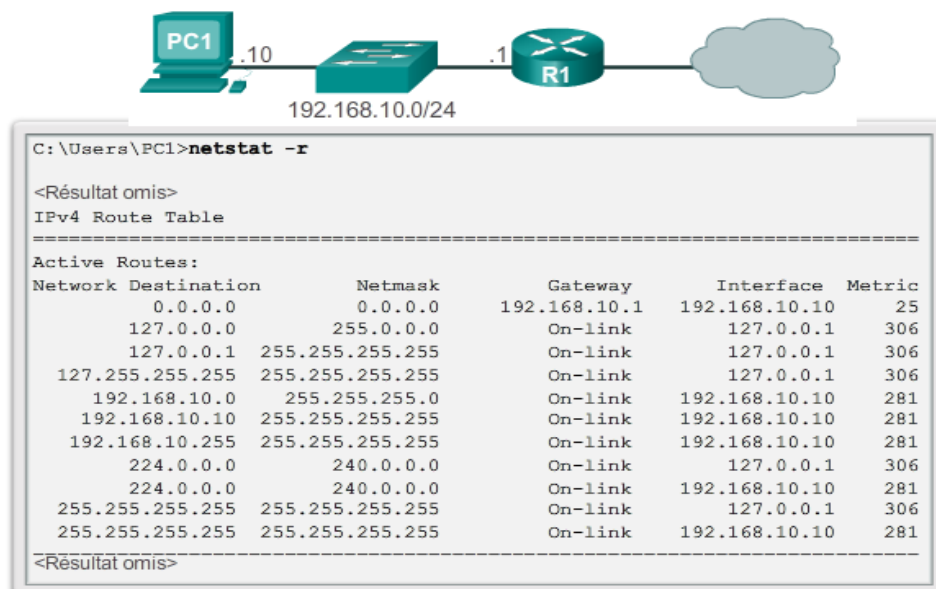 PC1
.10
.1
R1
192.168.10.0/24
C:\Users\PC1>netstat -r
<Résultat omis>
IPv4 Route Table
===========================================================================
Active Routes:
Network Destination Netmask Gateway Interface Metric
0.0.0.0 0.0.0.0 192.168.10.1 192.168.10.10 25
127.0.0.0 255.0.0.0 On-link 127.0.0.1 306
127.0.0.1 255.255.255.255 On-link 127.0.0.1 306
127.255.255.255 255.255.255.255 On-link 127.0.0.1 306
192.168.10.0 255.255.255.0 On-link 192.168.10.10 281
192.168.10.10 255.255.255.255 On-link 192.168.10.10 281
192.168.10.255 255.255.255.255 On-link 192.168.10.10 281
224.0.0.0 240.0.0.0 On-link 127.0.0.1 306
224.0.0.0 240.0.0.0 On-link 192.168.10.10 281
255.255.255.255 255.255.255.255 On-link 127.0.0.1 306
255.255.255.255 255.255.255.255 On-link 192.168.10.10 281
<Résultat omis>